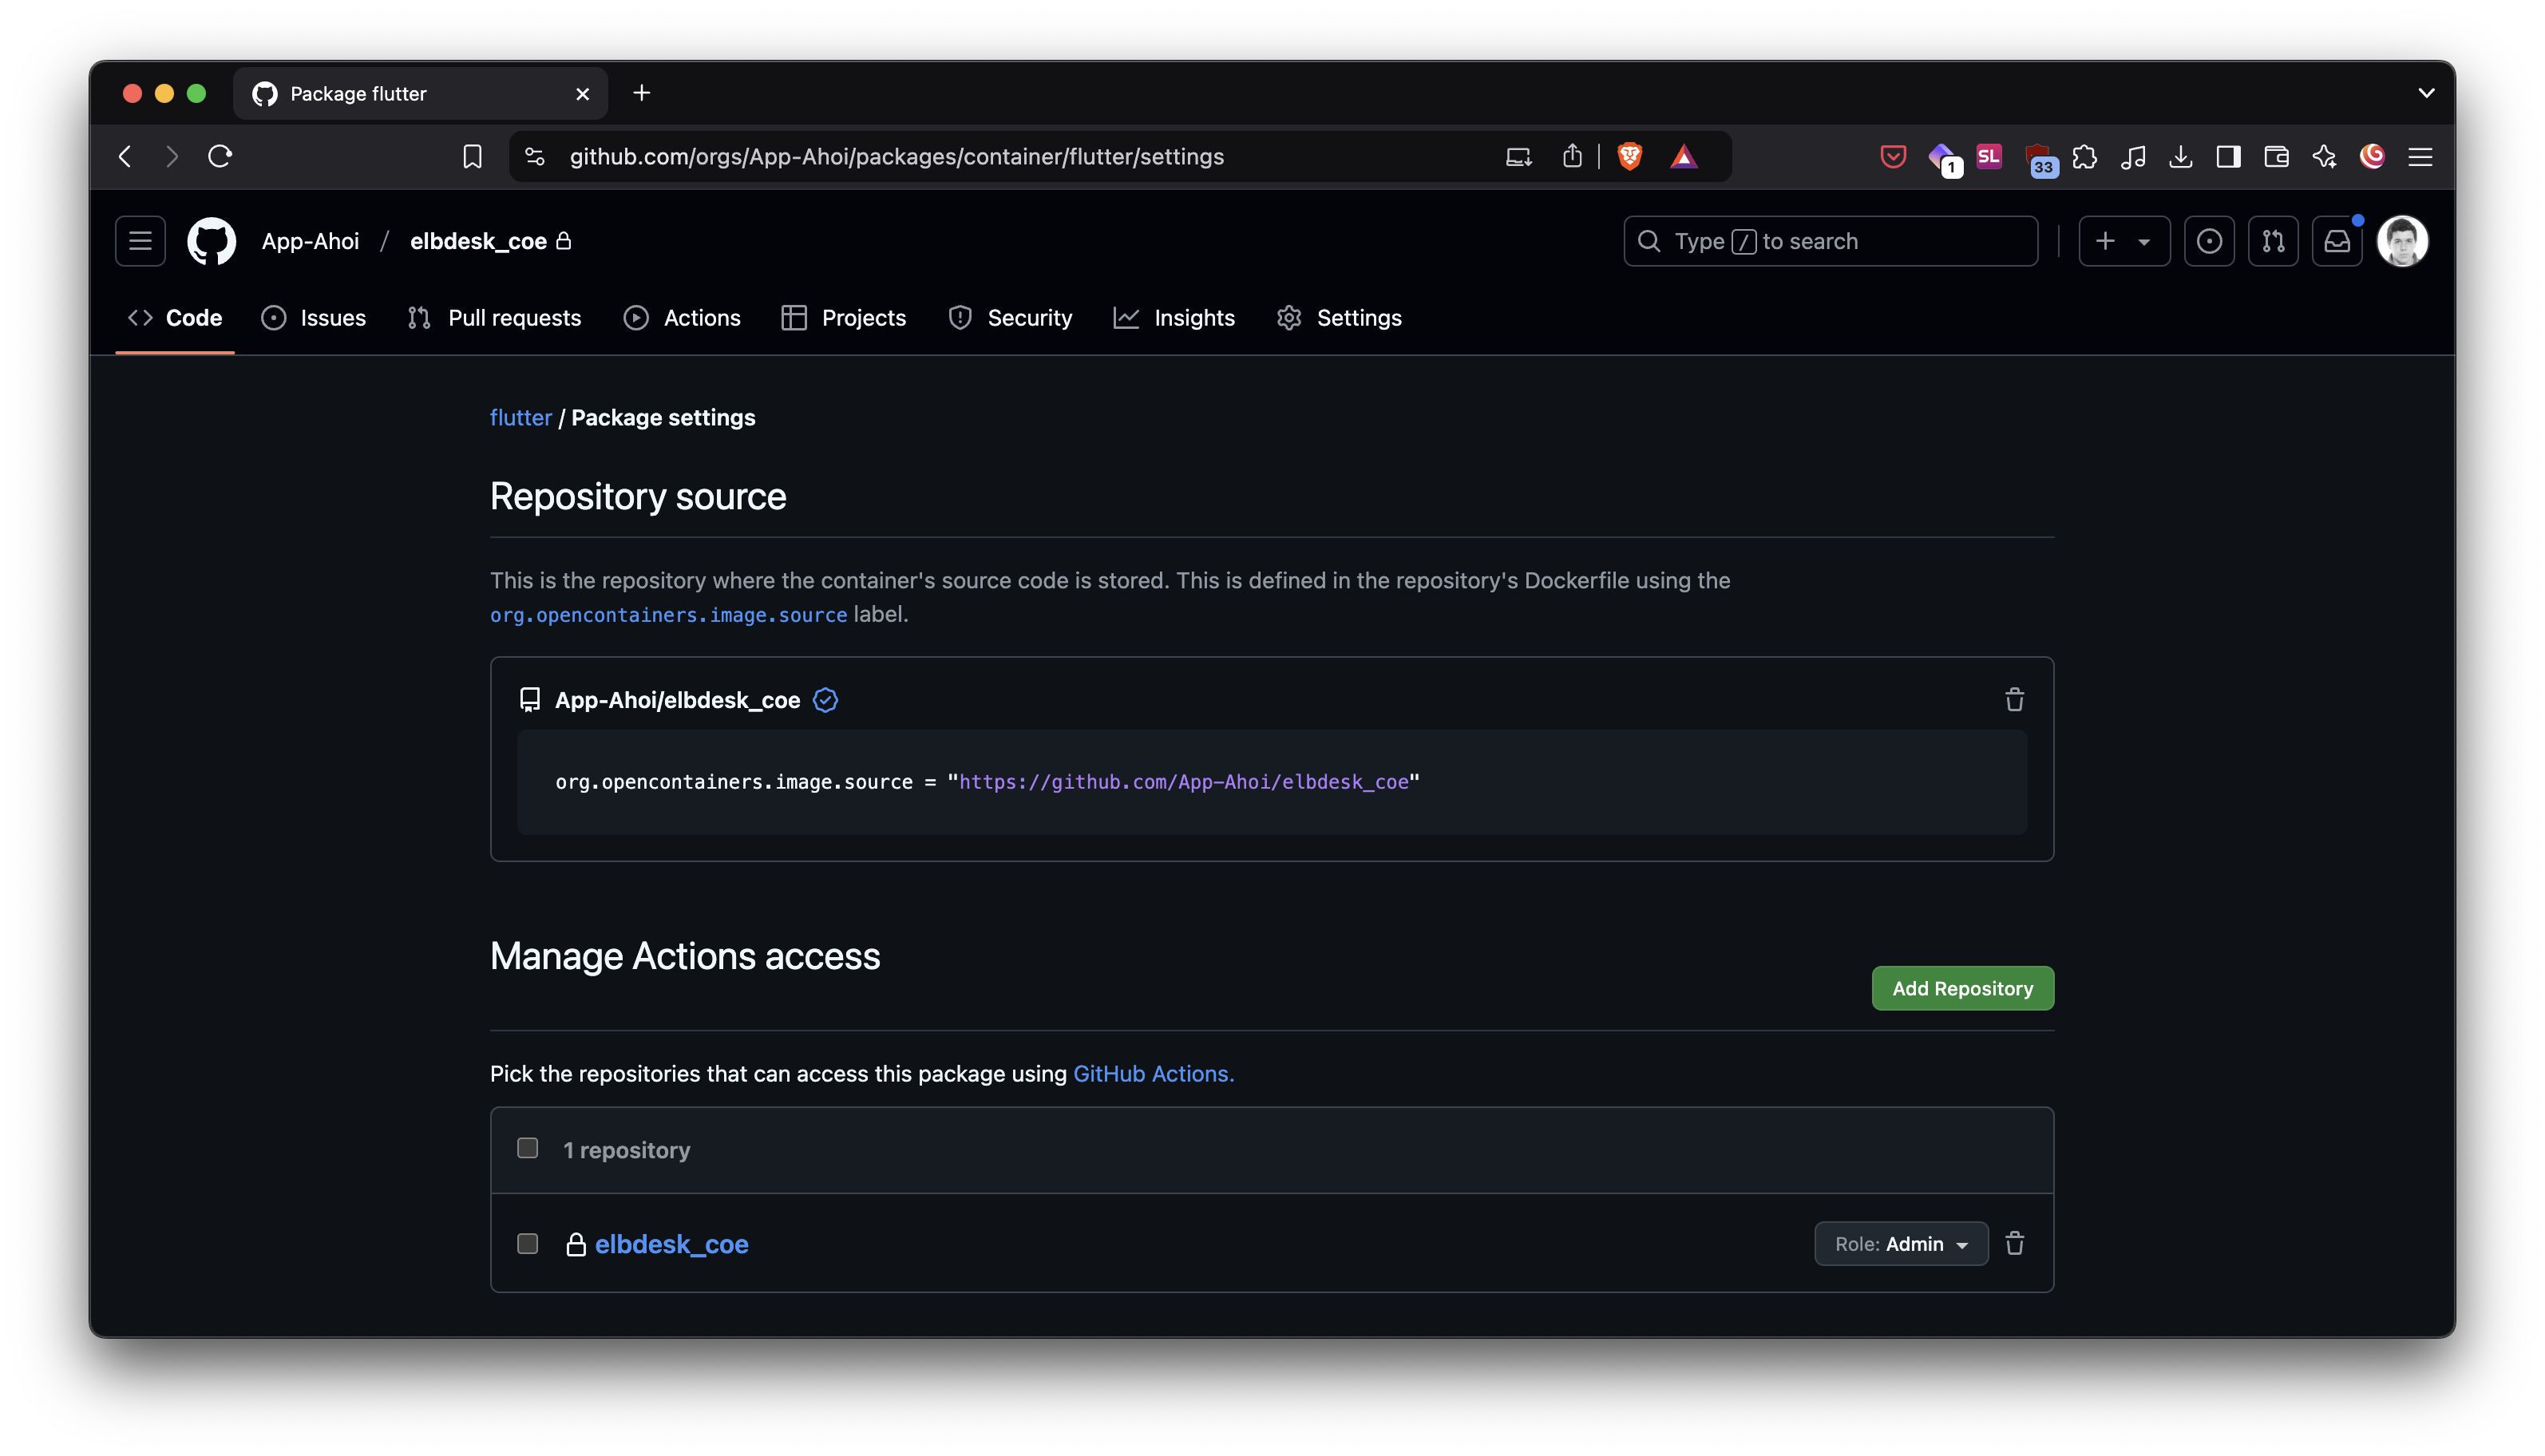 Package flutter
github.com/orgs/App-Ahoi/packages/container/flutter/settings
1
SL
33
App-Ahoi / elbdesk_coe
Type / to search
Code Issues Pull requests Actions Projects Security Insights Settings
flutter / Package settings
Repository source
This is the repository where the container's source code is stored. This is defined in the repository's Dockerfile using the
org.opencontainers.image.source label.
App-Ahoi/elbdesk_coe
org.opencontainers.image.source = "https://github.com/App-Ahoi/elbdesk_coe"
Manage Actions access
Add Repository
Pick the repositories that can access this package using GitHub Actions.
1 repository
elbdesk_coe
Role: Admin